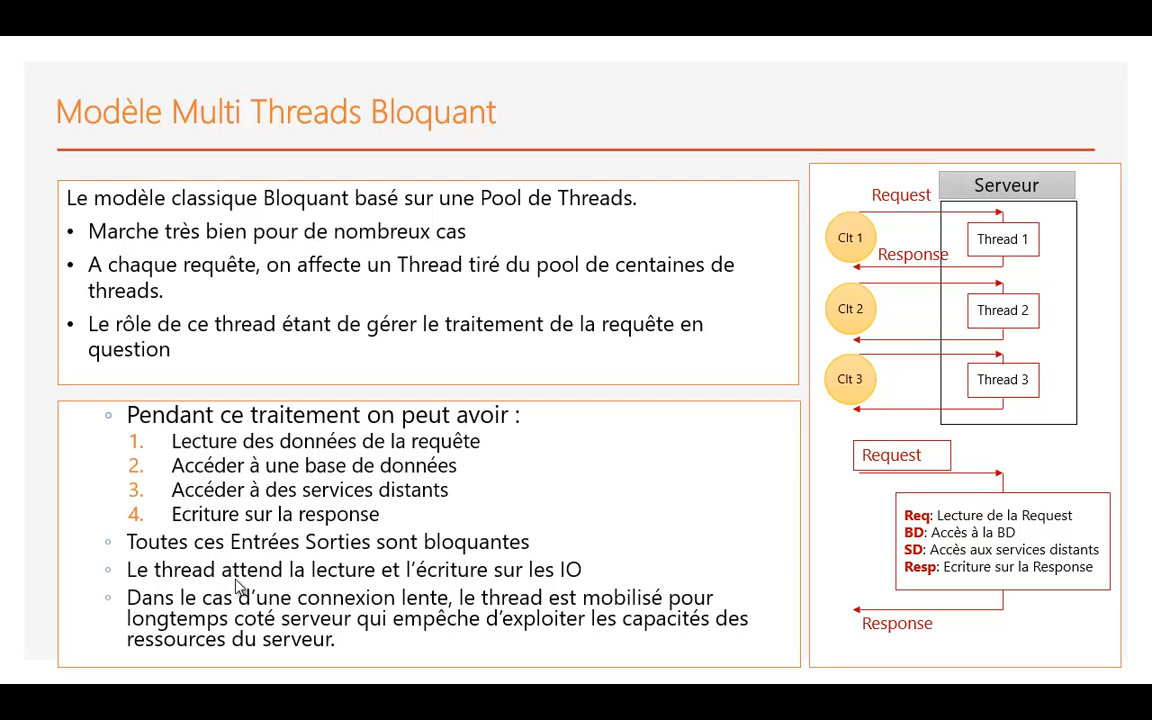 Modèle Multi Threads Bloquant
Le modèle classique Bloquant basé sur une Pool de Threads.
• Marche très bien pour de nombreux cas
• A chaque requête, on affecte un Thread tiré du pool de centaines de
threads.
• Le rôle de ce thread étant de gérer le traitement de la requête en
question
◦ Pendant ce traitement on peut avoir :
1. Lecture des données de la requête
2. Accéder à une base de données
3. Accéder à des services distants
4. Ecriture sur la response
◦ Toutes ces Entrées Sorties sont bloquantes
◦ Le thread attend la lecture et l’écriture sur les IO
◦ Dans le cas d’une connexion lente, le thread est mobilisé pour
longtemps coté serveur qui empêche d’exploiter les capacités des
ressources du serveur.
Serveur
Request
Clt 1
Thread 1
Response
Clt 2
Thread 2
Clt 3
Thread 3
Request
Req: Lecture de la Request
BD: Accès à la BD
SD: Accès aux services distants
Resp: Ecriture sur la Response
Response